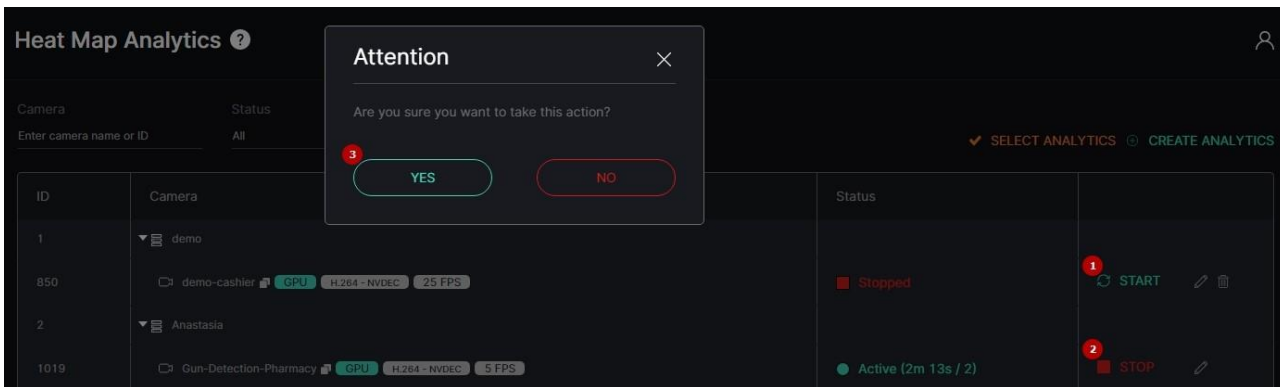 Heat Map Analytics ?
Attention
Are you sure you want to take this action?
3
YES
NO
Camera
Status
Enter camera name or ID
All
SELECT ANALYTICS
CREATE ANALYTICS
ID Camera Status
1 demo
850 demo-cashier GPU H.264 - NVDEC 25 FPS Stopped 1 START
2 Anastasia
1019 Gun-Detection-Pharmacy GPU H.264 - NVDEC 5 FPS Active (2m 13s / 2) 2 STOP